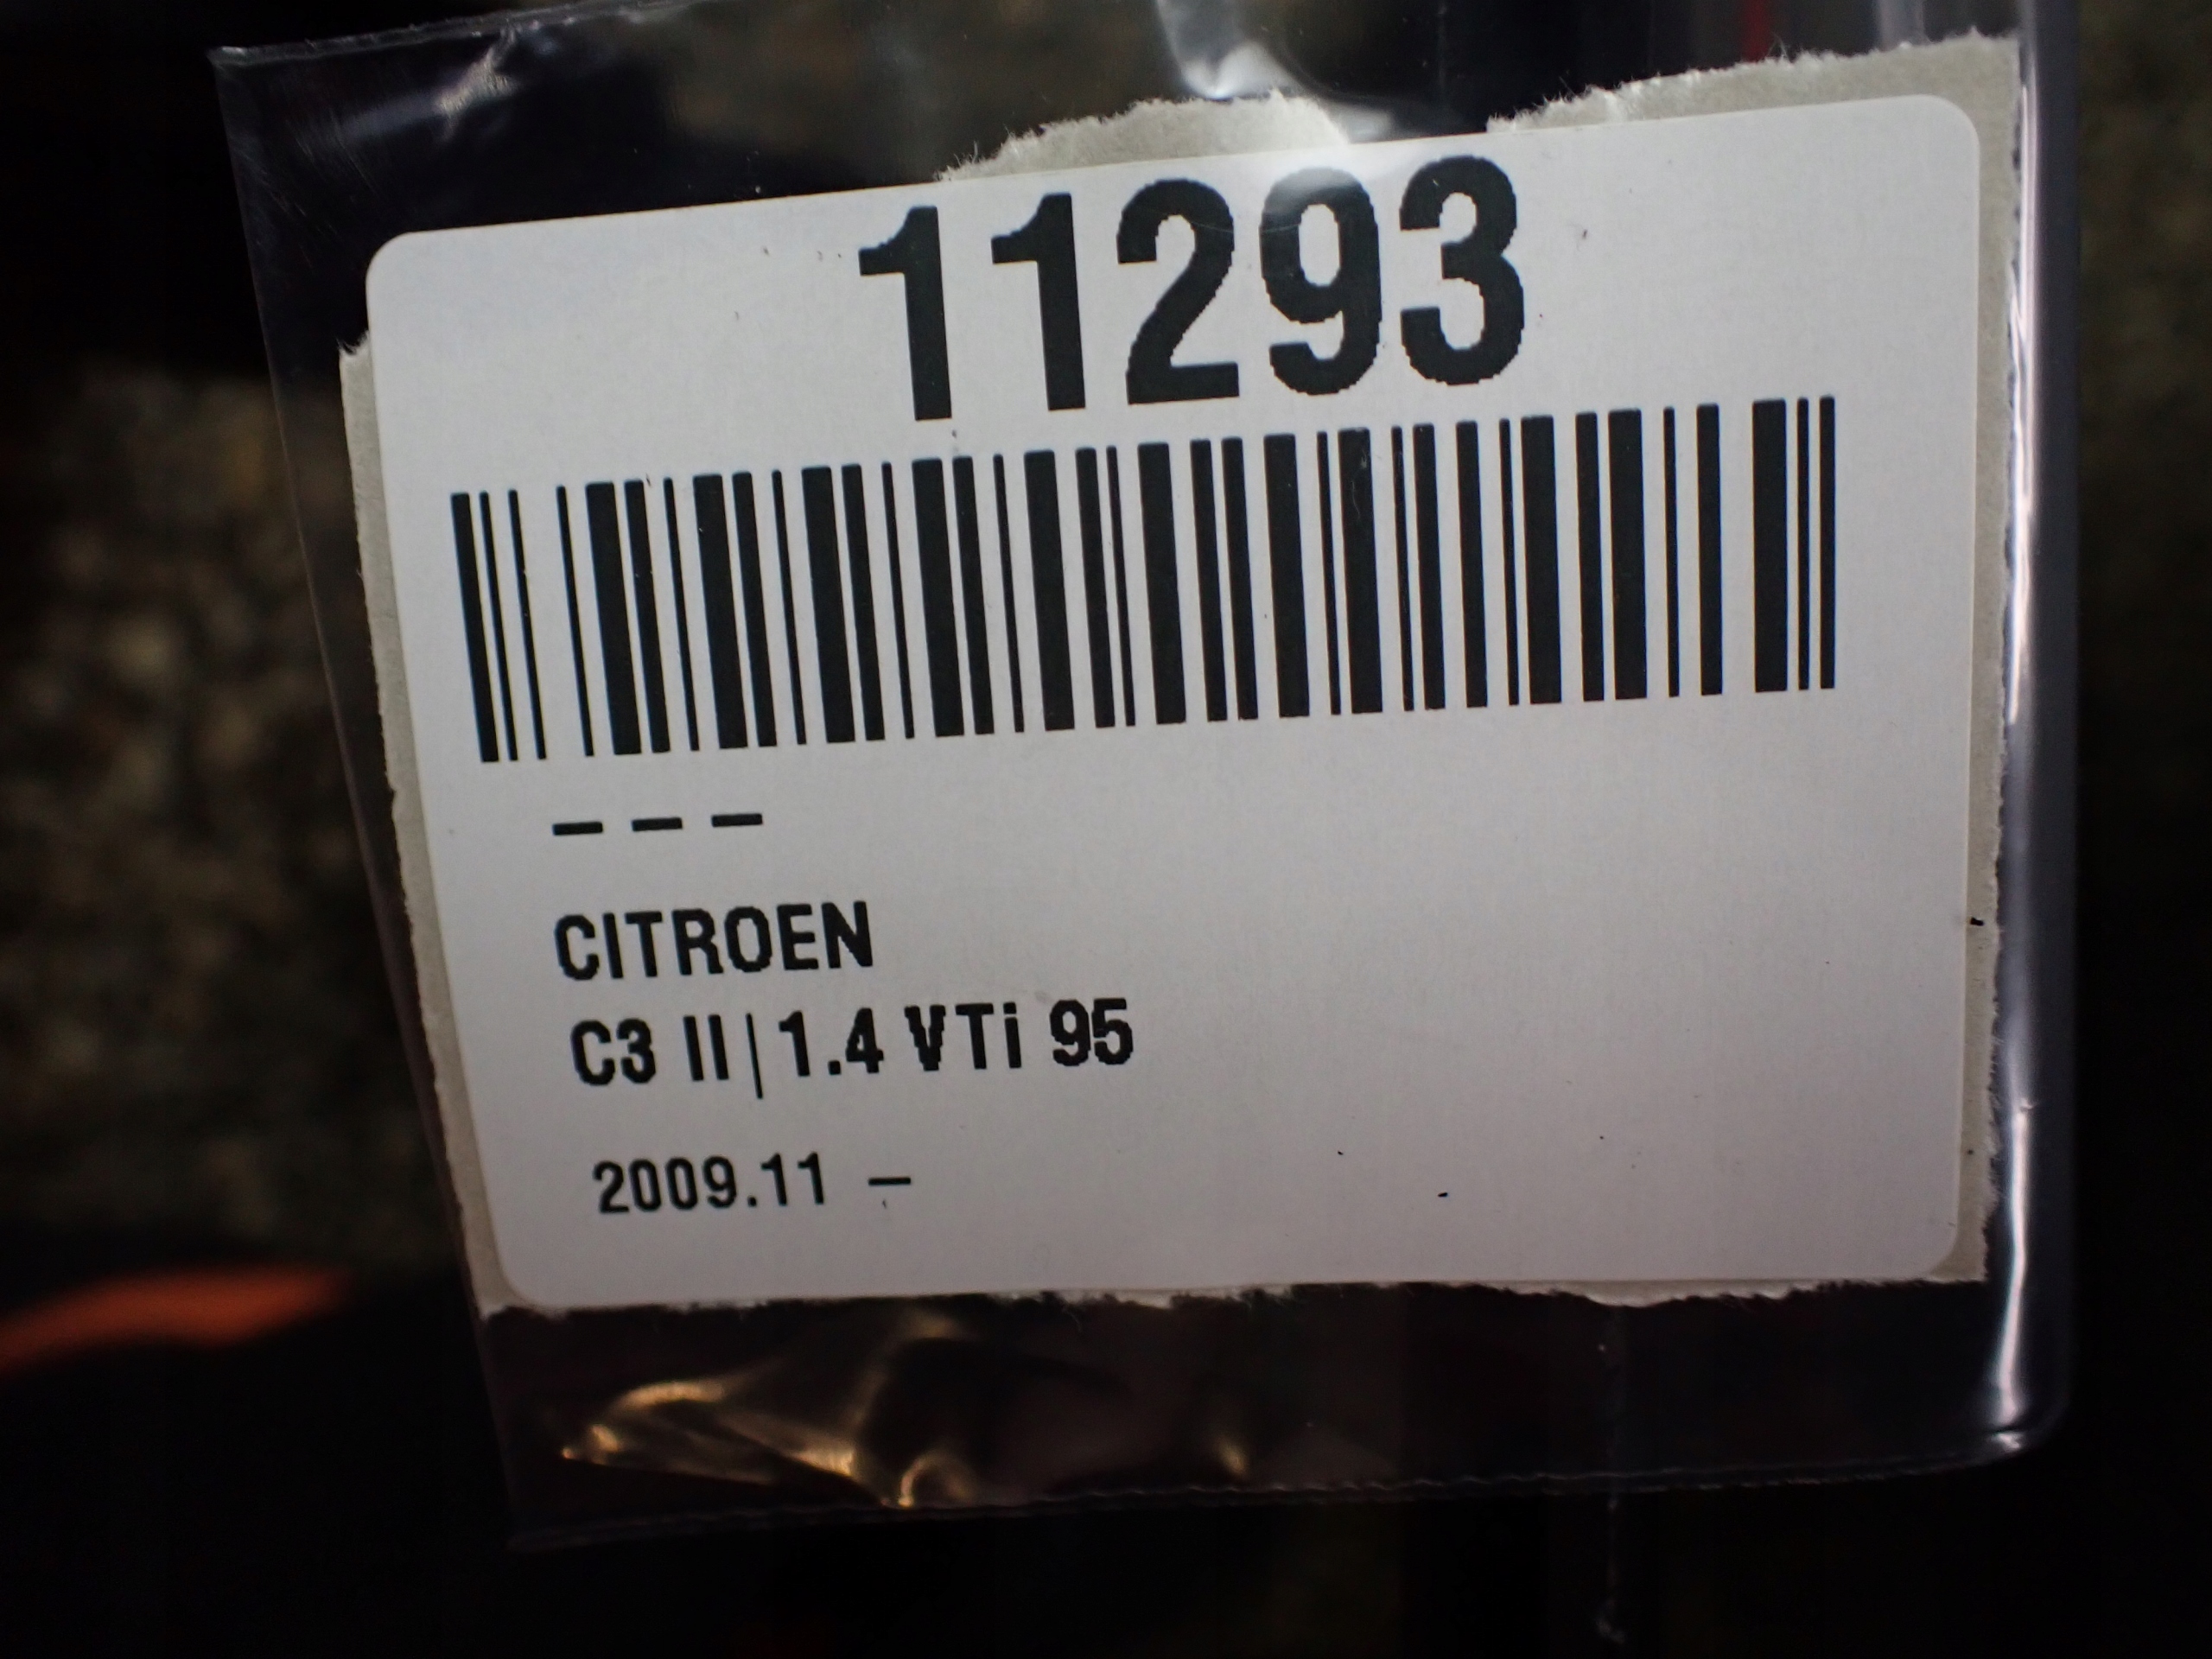 11293
– – –
CITROEN
C3 II|1.4 VTi 95
2009.11 –